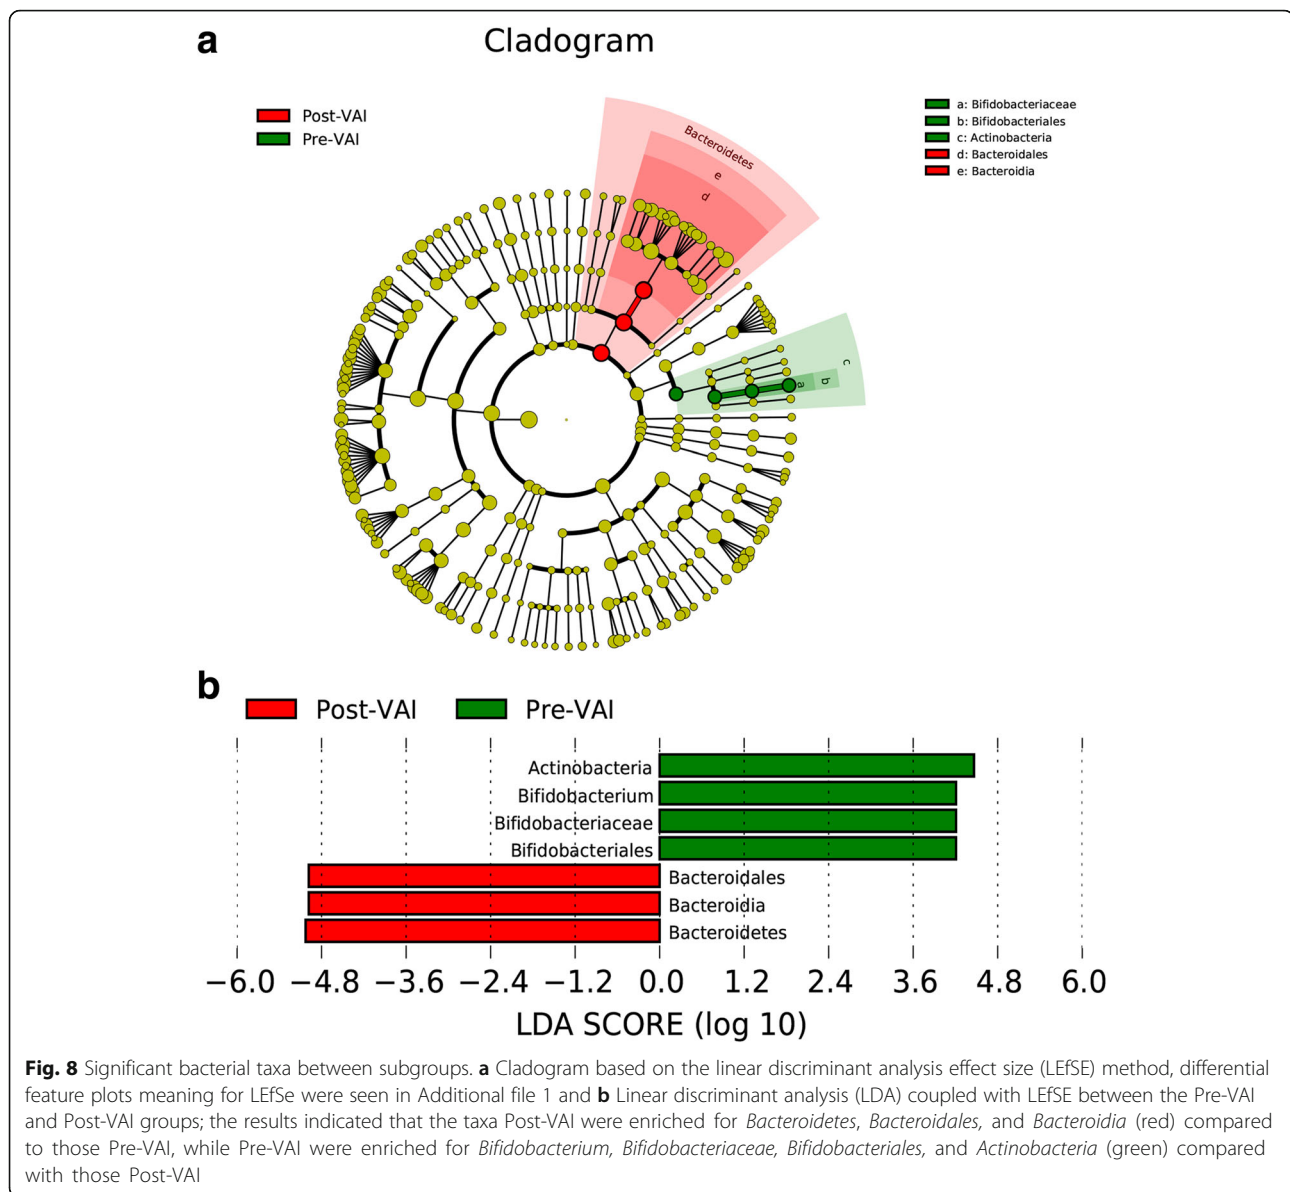 a
Cladogram
Post-VAI
Pre-VAI
a: Bifidobacteriaceae
b: Bifidobacteriales
c: Actinobacteria
d: Bacteroidales
e: Bacteroidia
Bacteroidetes
e
d
c
b
a
b
Post-VAI
Pre-VAI
Actinobacteria
Bifidobacterium
Bifidobacteriaceae
Bifidobacteriales
Bacteroidales
Bacteroidia
Bacteroidetes
−6.0 −4.8 −3.6 −2.4 −1.2 0.0 1.2 2.4 3.6 4.8 6.0
LDA SCORE (log 10)
Fig. 8 Significant bacterial taxa between subgroups. a Cladogram based on the linear discriminant analysis effect size (LEfSE) method, differential
feature plots meaning for LEfSe were seen in Additional file 1 and b Linear discriminant analysis (LDA) coupled with LEfSE between the Pre-VAI
and Post-VAI groups; the results indicated that the taxa Post-VAI were enriched for Bacteroidetes, Bacteroidales, and Bacteroidia (red) compared
to those Pre-VAI, while Pre-VAI were enriched for Bifidobacterium, Bifidobacteriaceae, Bifidobacteriales, and Actinobacteria (green) compared
with those Post-VAI